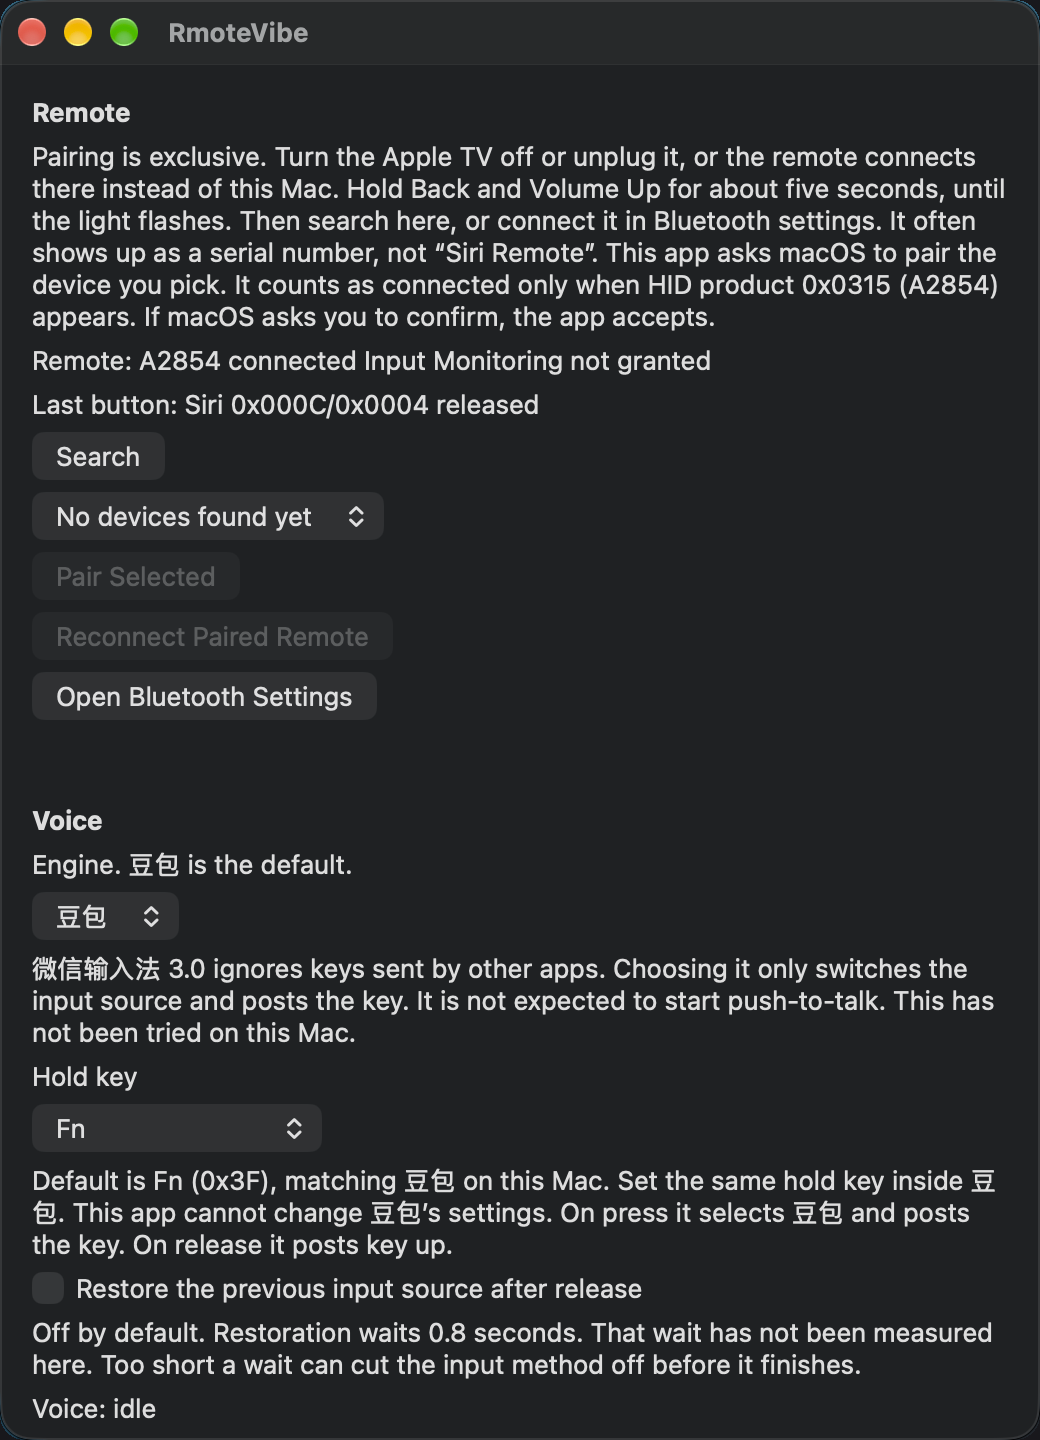 RmoteVibe
Remote
Pairing is exclusive. Turn the Apple TV off or unplug it, or the remote connects
there instead of this Mac. Hold Back and Volume Up for about five seconds, until
the light flashes. Then search here, or connect it in Bluetooth settings. It often
shows up as a serial number, not “Siri Remote”. This app asks macOS to pair the
device you pick. It counts as connected only when HID product 0x0315 (A2854)
appears. If macOS asks you to confirm, the app accepts.
Remote: A2854 connected Input Monitoring not granted
Last button: Siri 0x000C/0x0004 released
Search
No devices found yet
Pair Selected
Reconnect Paired Remote
Open Bluetooth Settings
Voice
Engine. 豆包 is the default.
豆包
微信输入法 3.0 ignores keys sent by other apps. Choosing it only switches the
input source and posts the key. It is not expected to start push-to-talk. This has
not been tried on this Mac.
Hold key
Fn
Default is Fn (0x3F), matching 豆包 on this Mac. Set the same hold key inside 豆
包. This app cannot change 豆包’s settings. On press it selects 豆包 and posts
the key. On release it posts key up.
Restore the previous input source after release
Off by default. Restoration waits 0.8 seconds. That wait has not been measured
here. Too short a wait can cut the input method off before it finishes.
Voice: idle